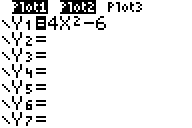 Plot1 Plot2 Plot3
\Y1=4X²-6
\Y2=
\Y3=
\Y4=
\Y5=
\Y6=
\Y7=